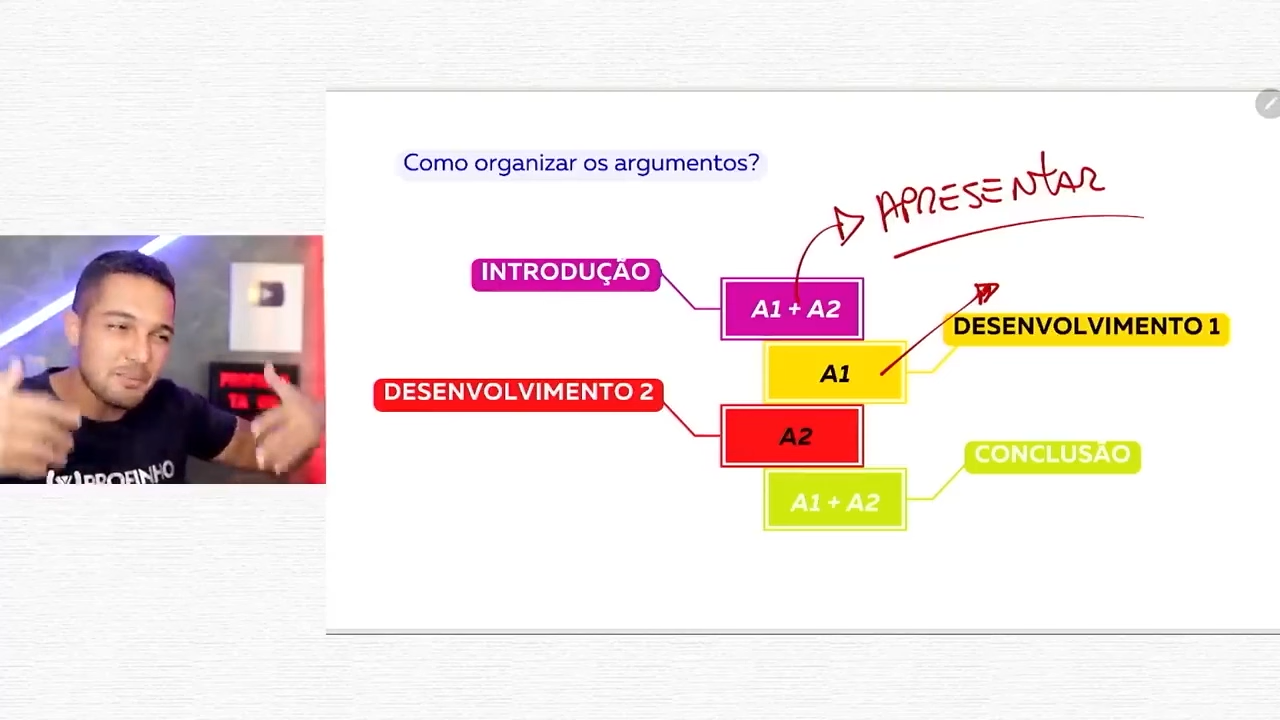 Como organizar os argumentos?
APRESENTAR
INTRODUÇÃO
A1 + A2
DESENVOLVIMENTO 1
A1
DESENVOLVIMENTO 2
A2
CONCLUSÃO
A1 + A2
PROFINHO